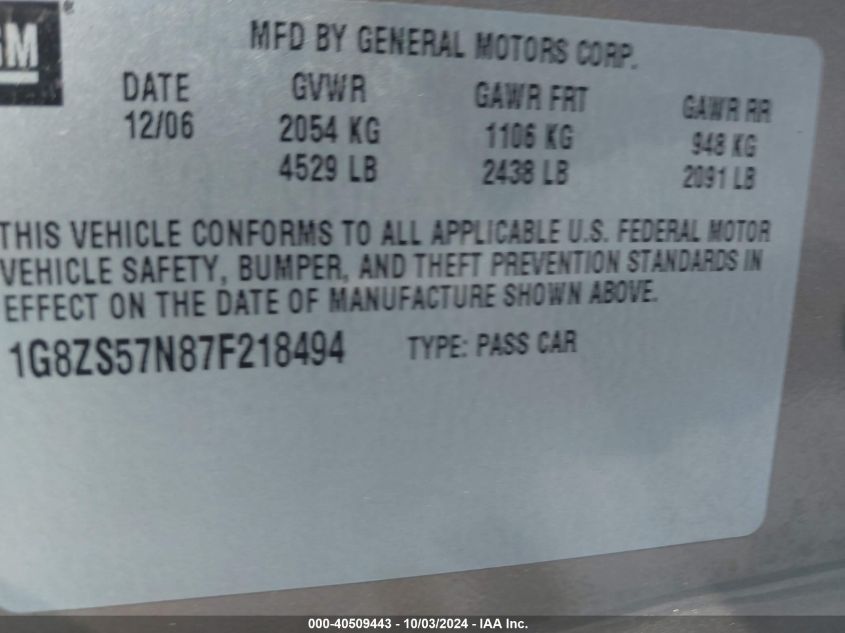 GM
®
MFD BY GENERAL MOTORS CORP.
DATE GVWR GAWR FRT GAWR RR
12/06 2054 KG 1106 KG 948 KG
4529 LB 2438 LB 2091 LB
THIS VEHICLE CONFORMS TO ALL APPLICABLE U.S. FEDERAL MOTOR
VEHICLE SAFETY, BUMPER, AND THEFT PREVENTION STANDARDS IN
EFFECT ON THE DATE OF MANUFACTURE SHOWN ABOVE.
1G8ZS57N87F218494 TYPE: PASS CAR
000-40509443 - 10/03/2024 - IAA Inc.